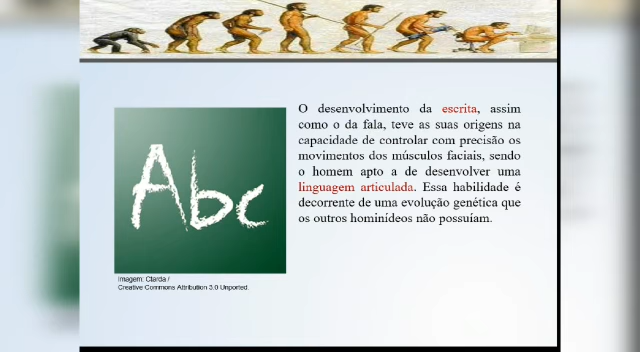 Abc
O desenvolvimento da escrita, assim
como o da fala, teve as suas origens na
capacidade de controlar com precisão os
movimentos dos músculos faciais, sendo
o homem apto a de desenvolver uma
linguagem articulada. Essa habilidade é
decorrente de uma evolução genética que
os outros hominídeos não possuíam.
Imagem: Ctarda /
Creative Commons Attribution 3.0 Unported.